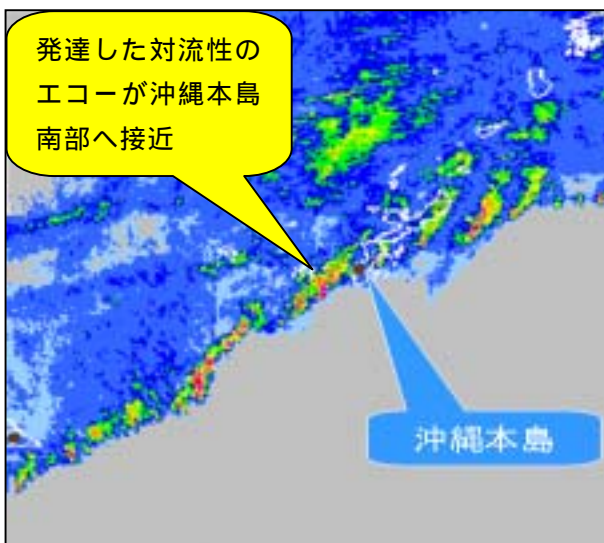 発達した対流性の
エコーが沖縄本島
南部へ接近
沖縄本島